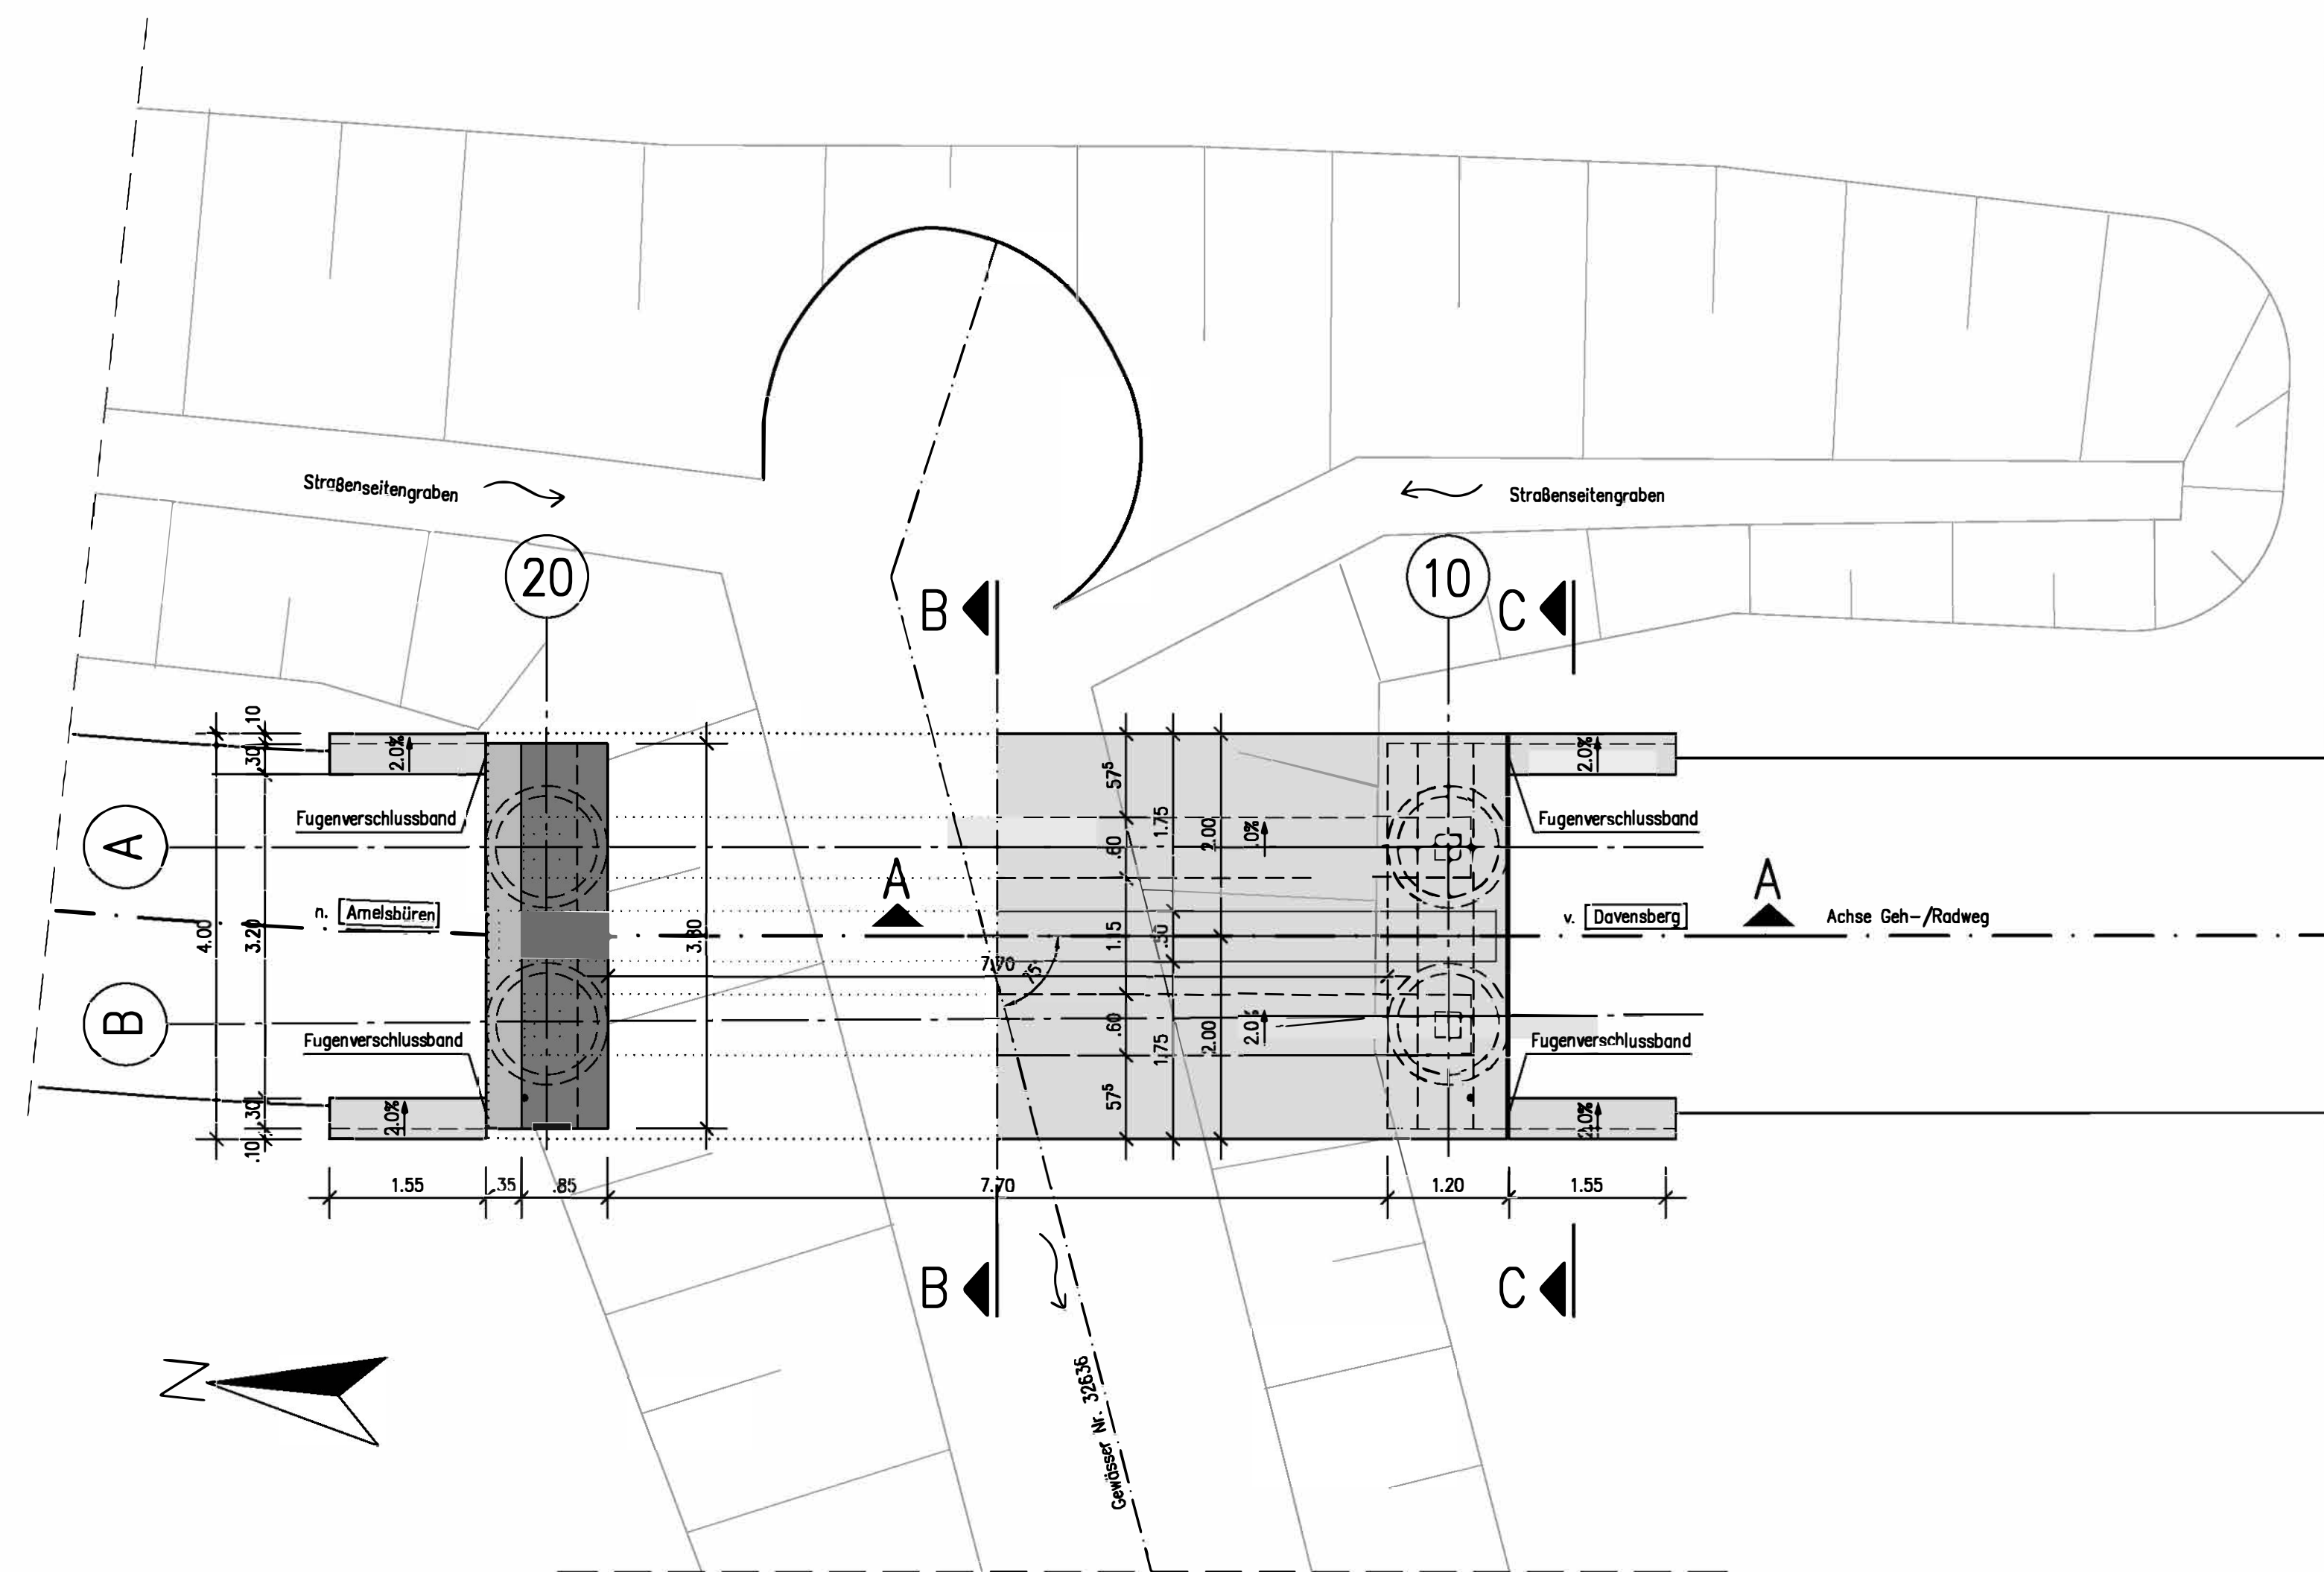 Straßenseitengraben
Straßenseitengraben
20
10
B
C
.10
.30
2.0%
2.0%
57⁵
1.75
Fugenverschlussband
Fugenverschlussband
A
.60
2.00
.0%
A
A
n. Amelsbüren
v. Davensberg
Achse Geh-/Radweg
4.00
3.20
3.80
1.15
.50
7.70
75°
B
.60
1.75
2.00
2.0%
Fugenverschlussband
Fugenverschlussband
57⁵
.30
.10
2.0%
2.0%
1.55
.35
.85
7.70
1.20
1.55
B
C
N
Gewässer Nr. 32636